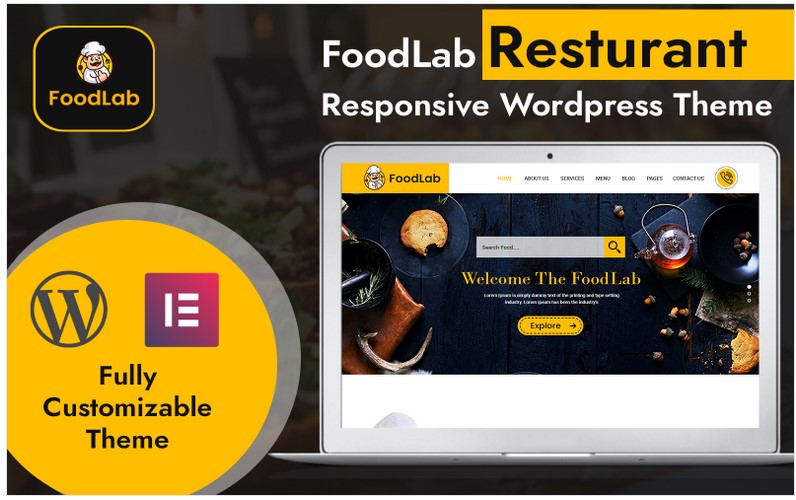 FoodLab
FoodLab Resturant
Responsive Wordpress Theme
FoodLab
HOME ABOUT US SERVICES MENU BLOG PAGES CONTACT US
Search Food....
Welcome The FoodLab
Lorem Ipsum is simply dummy text of the printing and type setting
industry. Lorem Ipsum has been the industry's
Explore
Fully
Customizable
Theme